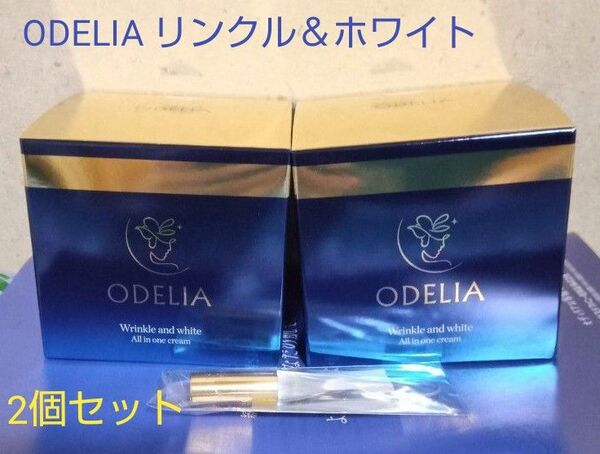 ODELIA リンクル＆ホワイト
ODELIA
Wrinkle and white
All in one cream
ODELIA
Wrinkle and white
All in one cream
2個セット